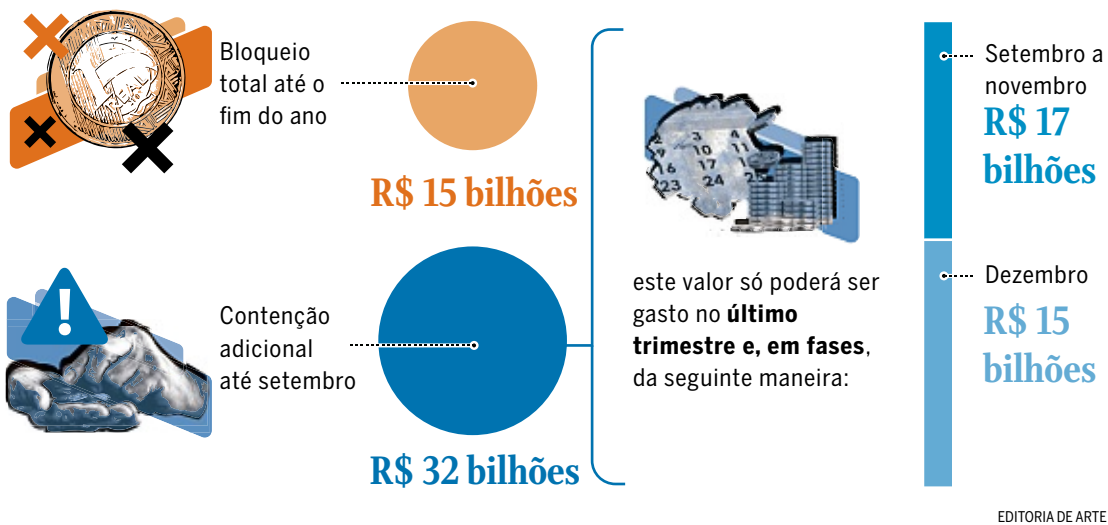 Bloqueio
total até o
fim do ano
R$ 15 bilhões
Contenção
adicional
até setembro
R$ 32 bilhões
este valor só poderá ser
gasto no último
trimestre e, em fases,
da seguinte maneira:
Setembro a
novembro
R$ 17
bilhões
Dezembro
R$ 15
bilhões
EDITORIA DE ARTE